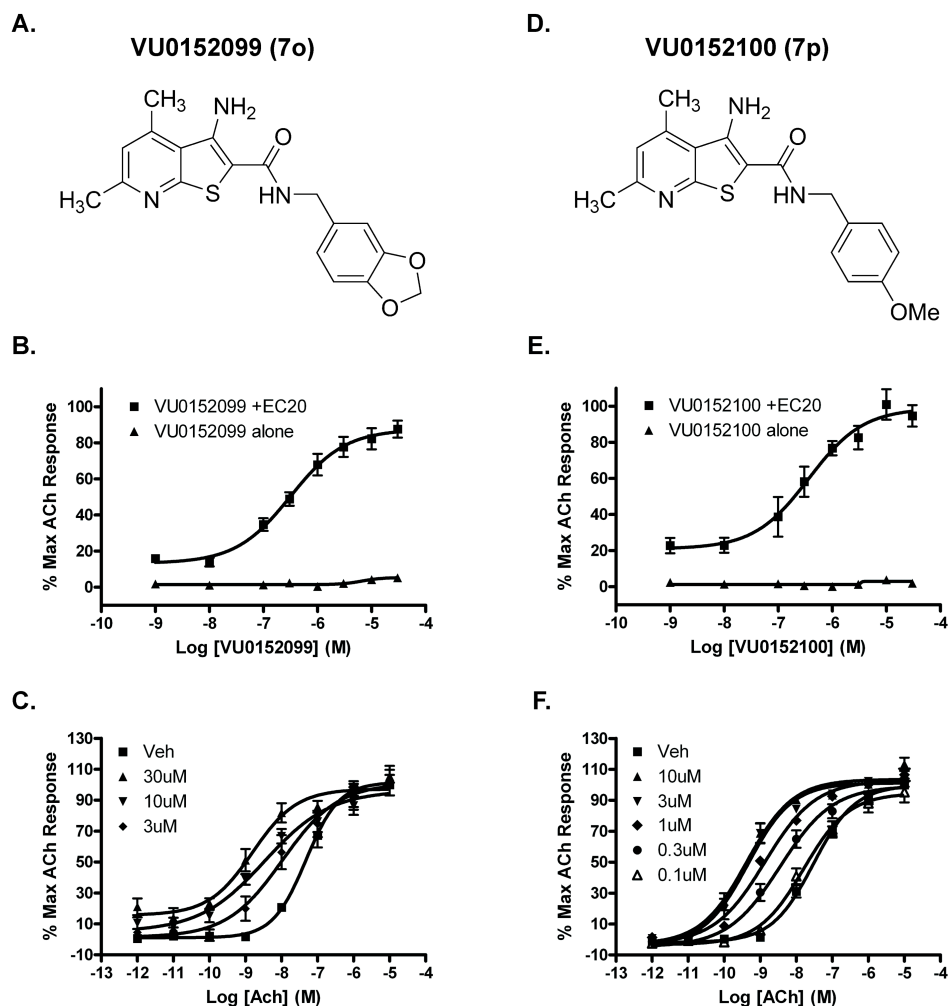 A.
VU0152099 (7o)
CH3
NH2
O
H3C
N
S
HN
O
O
B.
% Max ACh Response
100
80
60
40
20
0
VU0152099 +EC20
VU0152099 alone
-10 -9 -8 -7 -6 -5 -4
Log [VU0152099] (M)
C.
% Max ACh Response
130
110
90
70
50
30
10
-10
Veh
30uM
10uM
3uM
-13 -12 -11 -10 -9 -8 -7 -6 -5 -4
Log [Ach] (M)
D.
VU0152100 (7p)
CH3
NH2
O
H3C
N
S
HN
OMe
E.
% Max ACh Response
100
80
60
40
20
0
VU0152100 +EC20
VU0152100 alone
-10 -9 -8 -7 -6 -5 -4
Log [VU0152100] (M)
F.
% Max ACh Response
130
110
90
70
50
30
10
-10
Veh
10uM
3uM
1uM
0.3uM
0.1uM
-13 -12 -11 -10 -9 -8 -7 -6 -5 -4
Log [ACh] (M)